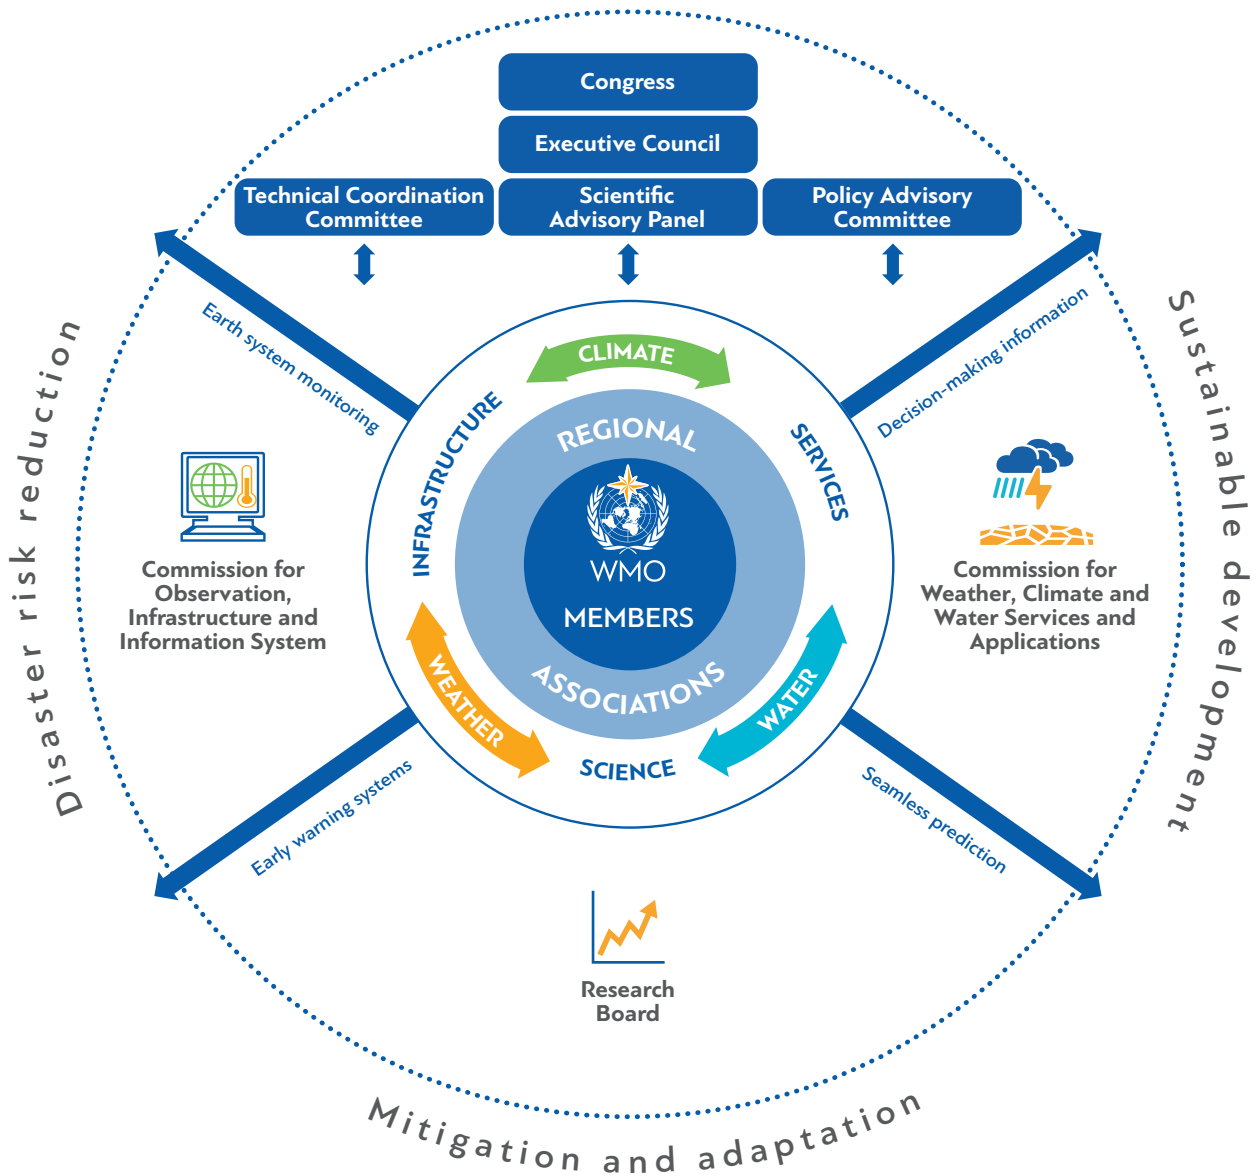 Congress
Executive Council
Technical Coordination
Committee
Scientific
Advisory Panel
Policy Advisory
Committee
Earth system monitoring
Decision-making information
Disaster risk reduction
Sustainable development
CLIMATE
INFRASTRUCTURE
SERVICES
REGIONAL
WMO
MEMBERS
ASSOCIATIONS
WEATHER
WATER
SCIENCE
Commission for
Observation,
Infrastructure and
Information System
Commission for
Weather, Climate and
Water Services and
Applications
Early warning systems
Seamless prediction
Research
Board
Mitigation and adaptation